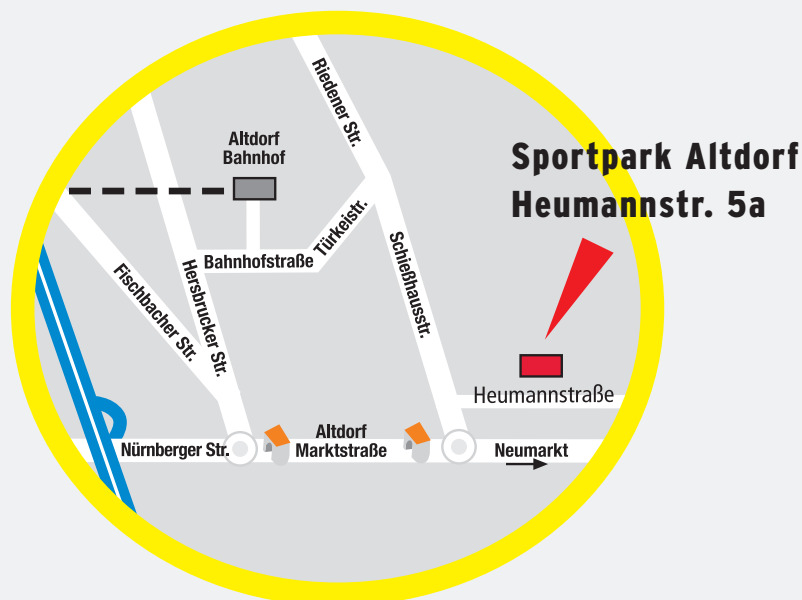 Riedener Str.
Altdorf
Bahnhof
Sportpark Altdorf
Heumannstr. 5a
Türkeistr.
Bahnhofstraße
Schießhausstr.
Fischbacher Str.
Hersbrucker Str.
Heumannstraße
Nürnberger Str.
Altdorf
Marktstraße
Neumarkt